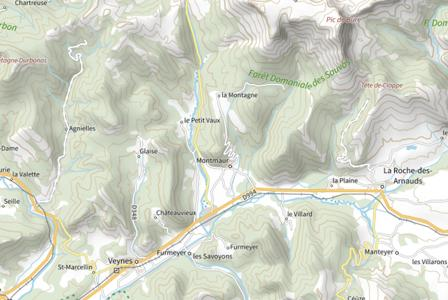 Chartreuse
Pic de Bure
Forêt Domaniale des Sauvas
Tête-de-Clappe
la Montagne
le Petit Vaux
Agnielles
Glaise
Montmaur
la Valette
la Plaine
La Roche-des-
Arnauds
Seille
D994
D348
Châteauvieux
le Villard
Furmeyer
Furmeyer
Manteyer
Veynes
les Savoyons
les Villarons
St-Marcellin
Céüze